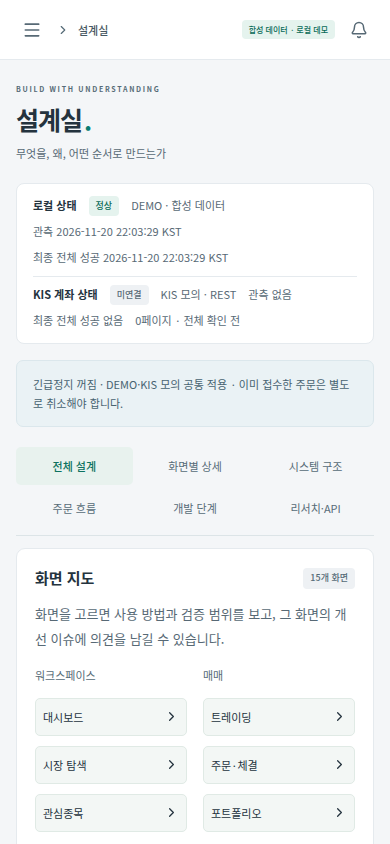 설계실
합성 데이터 · 로컬 데모
BUILD WITH UNDERSTANDING
설계실.
무엇을, 왜, 어떤 순서로 만드는가
로컬 상태 정상 DEMO · 합성 데이터
관측 2026-11-20 22:03:29 KST
최종 전체 성공 2026-11-20 22:03:29 KST
KIS 계좌 상태 미연결 KIS 모의 · REST 관측 없음
최종 전체 성공 없음 0페이지 · 전체 확인 전
긴급정지 꺼짐 · DEMO·KIS 모의 공통 적용 · 이미 접수한 주문은 별도
로 취소해야 합니다.
전체 설계 화면별 상세 시스템 구조
주문 흐름 개발 단계 리서치·API
화면 지도 15개 화면
화면을 고르면 사용 방법과 검증 범위를 보고, 그 화면의 개
선 이슈에 의견을 남길 수 있습니다.
워크스페이스 매매
대시보드 트레이딩
시장 탐색 주문·체결
관심종목 포트폴리오